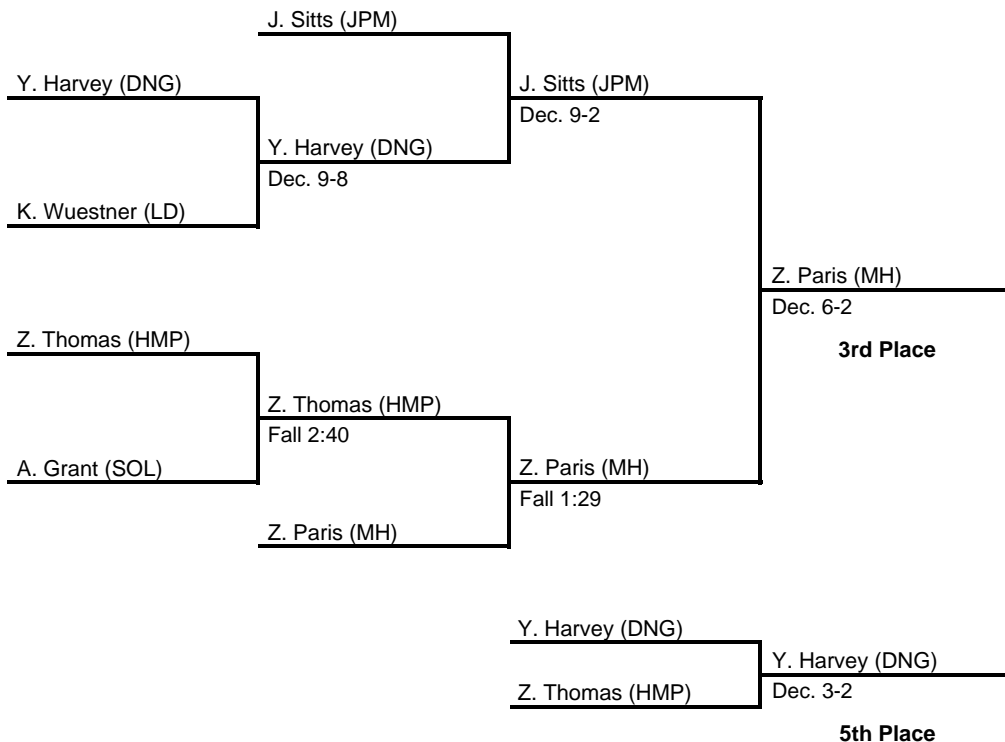 J. Sitts (JPM)
Y. Harvey (DNG)
J. Sitts (JPM)
Dec. 9-2
Y. Harvey (DNG)
Dec. 9-8
K. Wuestner (LD)
Z. Paris (MH)
Dec. 6-2
3rd Place
Z. Thomas (HMP)
Z. Thomas (HMP)
Fall 2:40
A. Grant (SOL)
Z. Paris (MH)
Fall 1:29
Z. Paris (MH)
Y. Harvey (DNG)
Y. Harvey (DNG)
Dec. 3-2
Z. Thomas (HMP)
5th Place